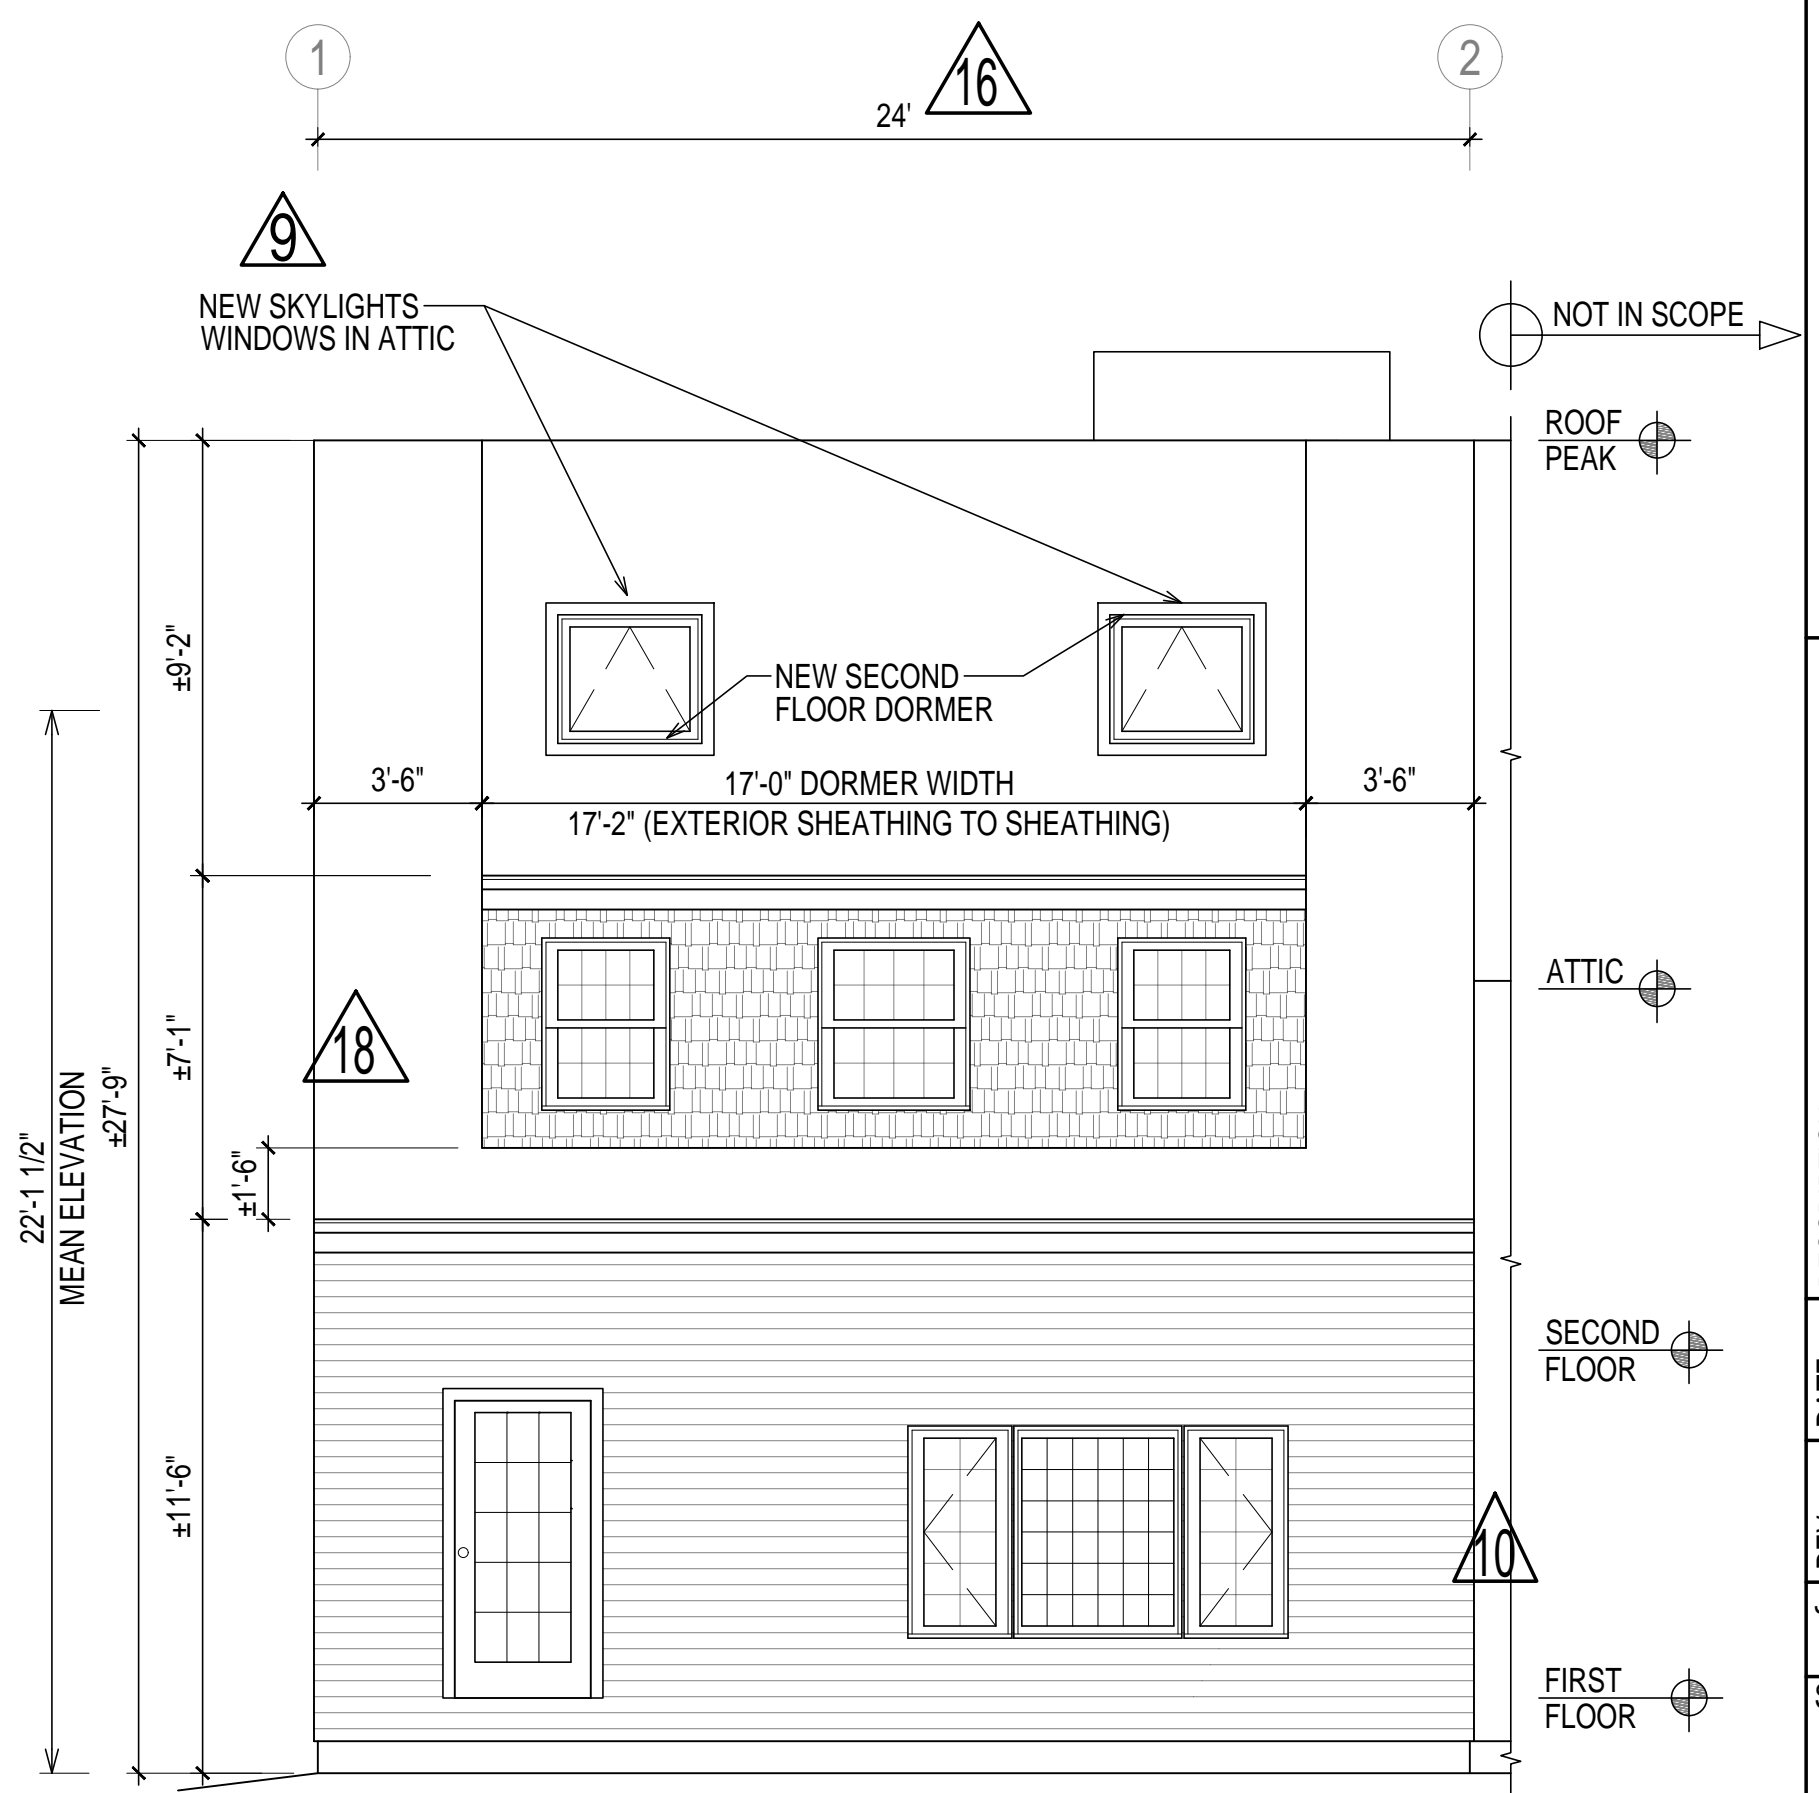 1
2
16
24'
9
NEW SKYLIGHTS
WINDOWS IN ATTIC
NOT IN SCOPE
ROOF
PEAK
±9'-2"
NEW SECOND
FLOOR DORMER
3'-6"
17'-0" DORMER WIDTH
3'-6"
17'-2" (EXTERIOR SHEATHING TO SHEATHING)
ATTIC
±7'-1"
18
22'-1 1/2"
MEAN ELEVATION
±27'-9"
±1'-6"
SECOND
FLOOR
±11'-6"
10
FIRST
FLOOR